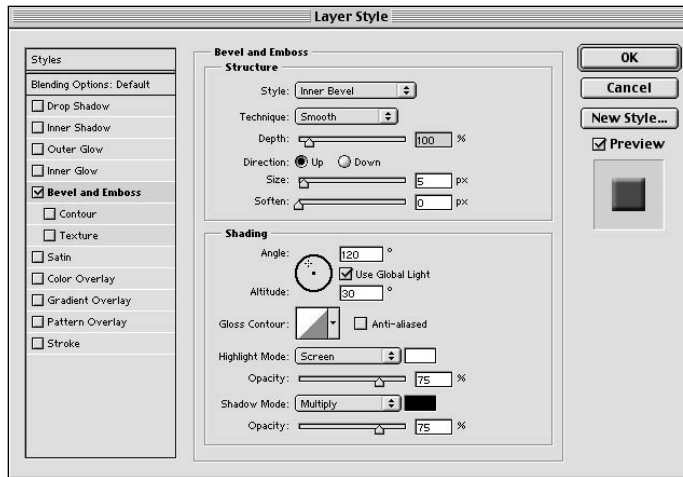 Layer Style
Styles
Blending Options: Default
Drop Shadow
Inner Shadow
Outer Glow
Inner Glow
Bevel and Emboss
Contour
Texture
Satin
Color Overlay
Gradient Overlay
Pattern Overlay
Stroke
Bevel and Emboss
Structure
Style: Inner Bevel
Technique: Smooth
Depth: 100 %
Direction: Up Down
Size: 5 px
Soften: 0 px
Shading
Angle: 120 °
Use Global Light
Altitude: 30 °
Gloss Contour: Anti-aliased
Highlight Mode: Screen
Opacity: 75 %
Shadow Mode: Multiply
Opacity: 75 %
OK
Cancel
New Style...
Preview